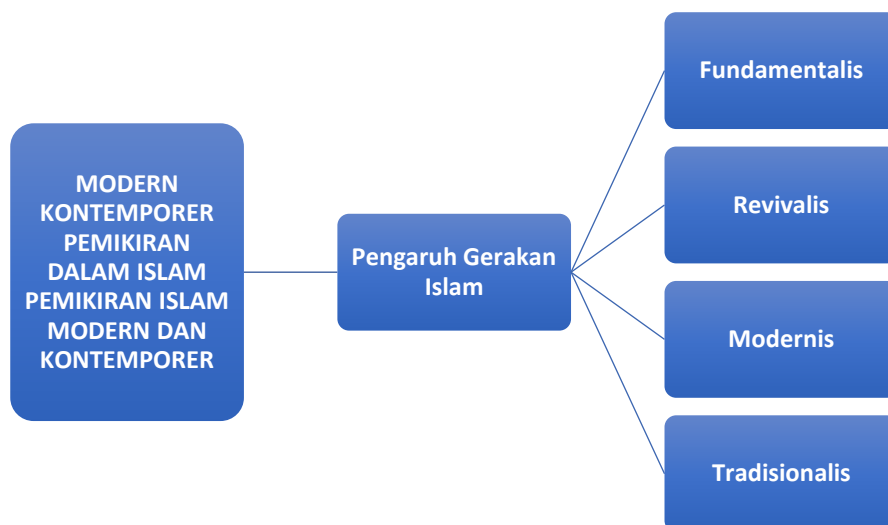 MODERN
KONTEMPORER
PEMIKIRAN
DALAM ISLAM
PEMIKIRAN ISLAM
MODERN DAN
KONTEMPORER
Pengaruh Gerakan
Islam
Fundamentalis
Revivalis
Modernis
Tradisionalis